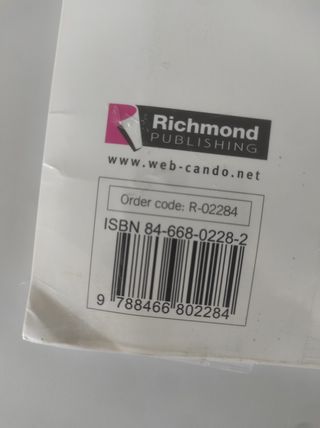 Richmond
PUBLISHING
www.web-cando.net
Order code: R-02284
ISBN 84-668-0228-2
9 788466 802284